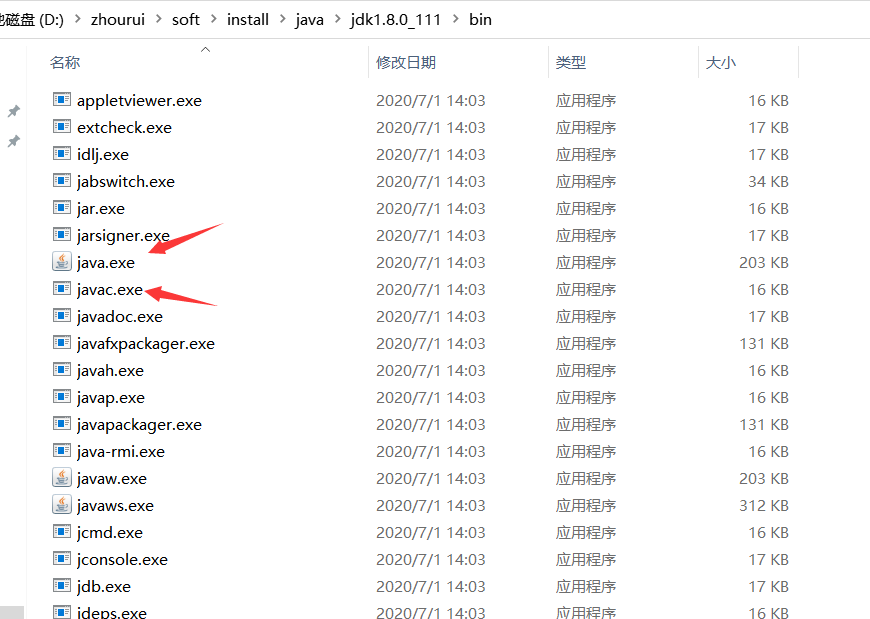 磁盘 (D:) > zhourui > soft > install > java > jdk1.8.0_111 > bin
名称 修改日期 类型 大小
appletviewer.exe 2020/7/1 14:03 应用程序 16 KB
extcheck.exe 2020/7/1 14:03 应用程序 17 KB
idlj.exe 2020/7/1 14:03 应用程序 17 KB
jabswitch.exe 2020/7/1 14:03 应用程序 34 KB
jar.exe 2020/7/1 14:03 应用程序 16 KB
jarsigner.exe 2020/7/1 14:03 应用程序 17 KB
java.exe 2020/7/1 14:03 应用程序 203 KB
javac.exe 2020/7/1 14:03 应用程序 16 KB
javadoc.exe 2020/7/1 14:03 应用程序 17 KB
javafxpackager.exe 2020/7/1 14:03 应用程序 131 KB
javah.exe 2020/7/1 14:03 应用程序 16 KB
javap.exe 2020/7/1 14:03 应用程序 16 KB
javapackager.exe 2020/7/1 14:03 应用程序 131 KB
java-rmi.exe 2020/7/1 14:03 应用程序 16 KB
javaw.exe 2020/7/1 14:03 应用程序 203 KB
javaws.exe 2020/7/1 14:03 应用程序 312 KB
jcmd.exe 2020/7/1 14:03 应用程序 16 KB
jconsole.exe 2020/7/1 14:03 应用程序 17 KB
jdb.exe 2020/7/1 14:03 应用程序 17 KB
jdeps.exe 2020/7/1 14:03 应用程序 16 KB